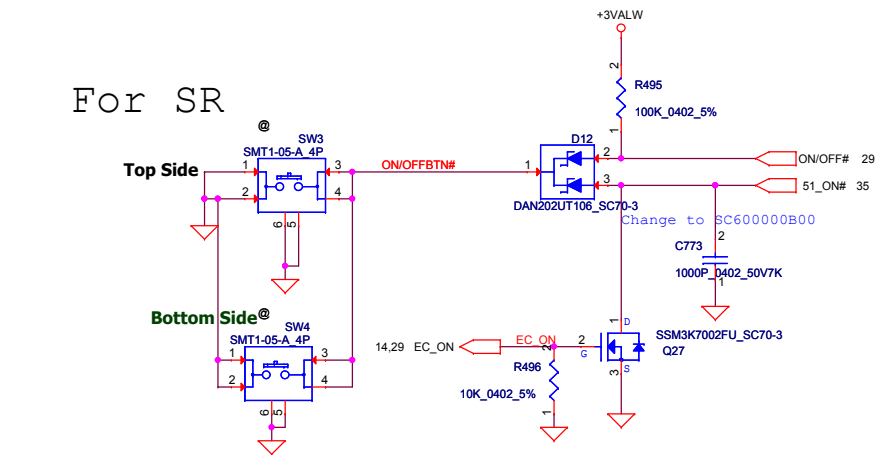 +3VALW
For SR
2
R495
100K_0402_5%
1
@
SW3
SMT1-05-A_4P
D12
Top Side
1
3
ON/OFFBTN#
1
2
ON/OFF# 29
2
4
3
51_ON# 35
DAN202UT106_SC70-3
6
5
Change to SC600000B00
2
C773
1000P_0402_50V7K
1
Bottom Side
@
SW4
SMT1-05-A_4P
1
D
SSM3K7002FU_SC70-3
Q27
14,29 EC_ON
EC_ON
2
G
1
3
2
R496
3
S
2
4
10K_0402_5%
6
5
1